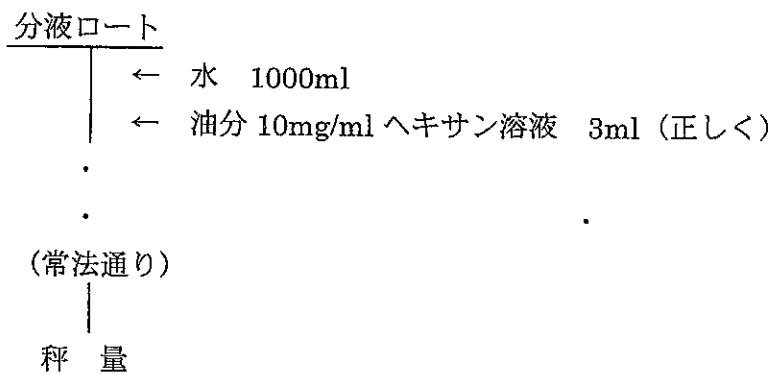 分液ロート
← 水 1000ml
← 油分 10mg/ml ヘキサン溶液 3ml（正しく）
・
・
（常法通り）
秤 量